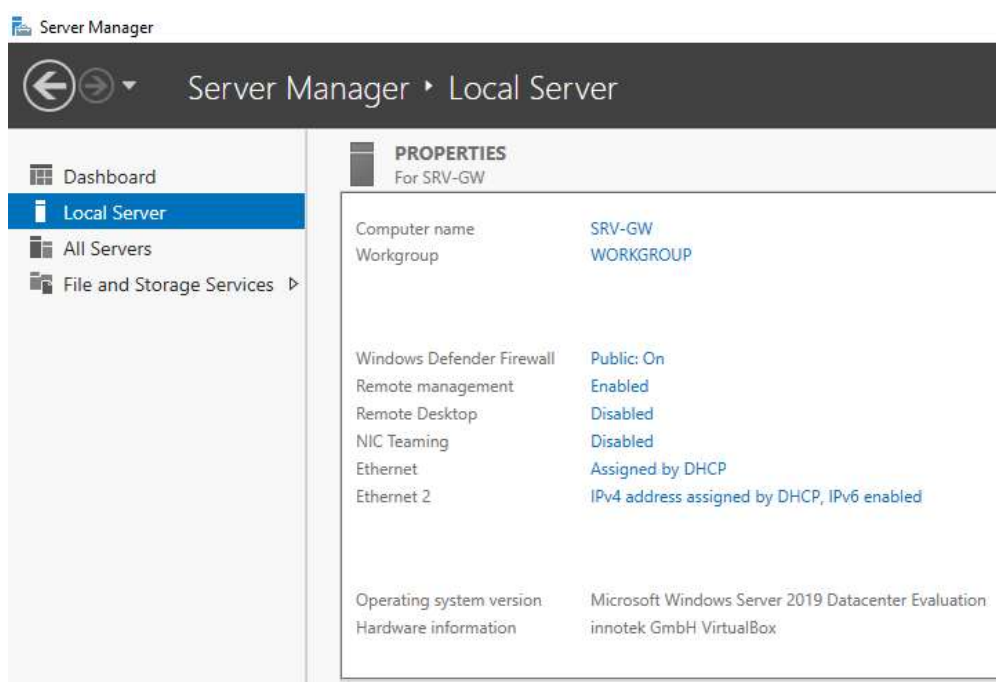 Server Manager
Server Manager ‣ Local Server
Dashboard
Local Server
All Servers
File and Storage Services
PROPERTIES
For SRV-GW
Computer name SRV-GW
Workgroup WORKGROUP
Windows Defender Firewall Public: On
Remote management Enabled
Remote Desktop Disabled
NIC Teaming Disabled
Ethernet Assigned by DHCP
Ethernet 2 IPv4 address assigned by DHCP, IPv6 enabled
Operating system version Microsoft Windows Server 2019 Datacenter Evaluation
Hardware information innotek GmbH VirtualBox